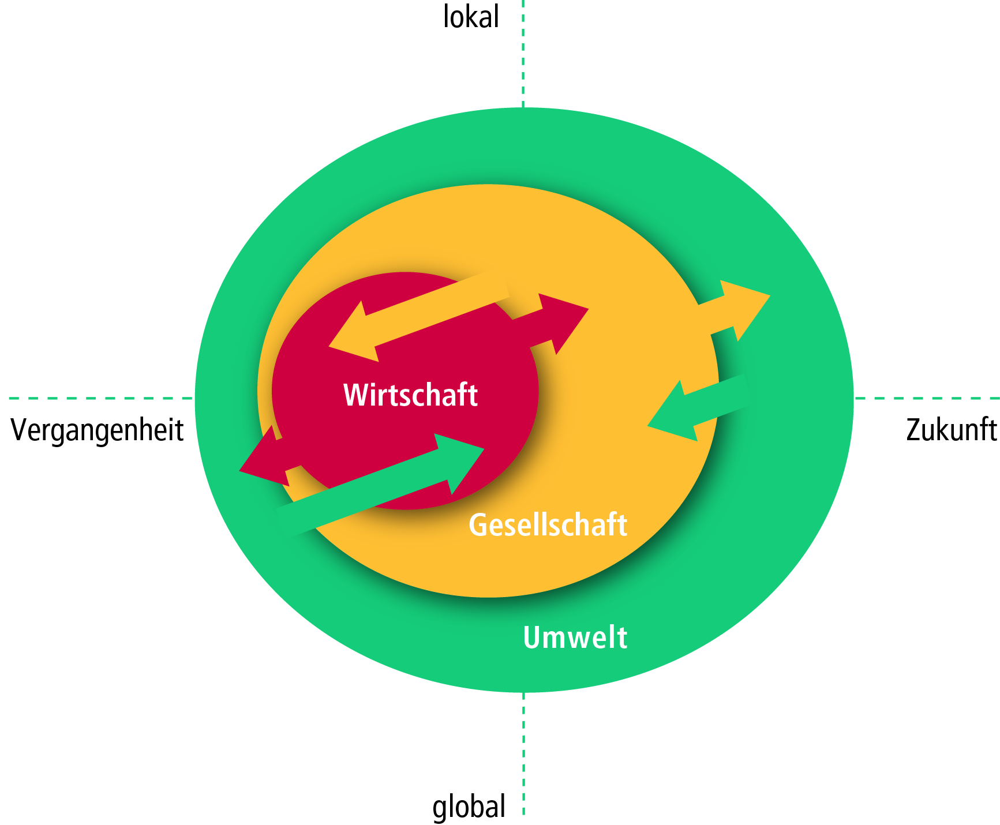 lokal
Wirtschaft
Vergangenheit
Zukunft
Gesellschaft
Umwelt
global